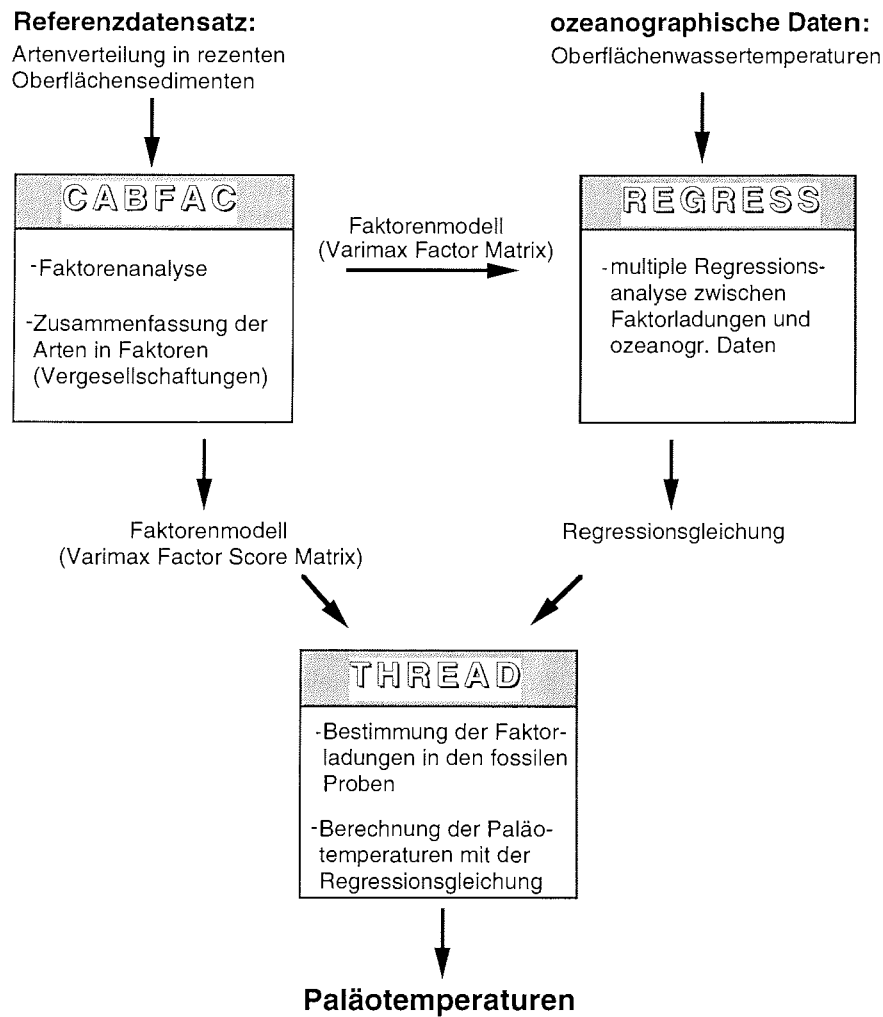 Referenzdatensatz:
Artenverteilung in rezenten
Oberflächensedimenten
ozeanographische Daten:
Oberflächenwassertemperaturen
CABFAC
-Faktorenanalyse
-Zusammenfassung der
Arten in Faktoren
(Vergesellschaftungen)
Faktorenmodell
(Varimax Factor Matrix)
REGRESS
-multiple Regressions-
analyse zwischen
Faktorladungen und
ozeanogr. Daten
Faktorenmodell
(Varimax Factor Score Matrix)
Regressionsgleichung
THREAD
-Bestimmung der Faktor-
ladungen in den fossilen
Proben
-Berechnung der Paläo-
temperaturen mit der
Regressionsgleichung
Paläotemperaturen